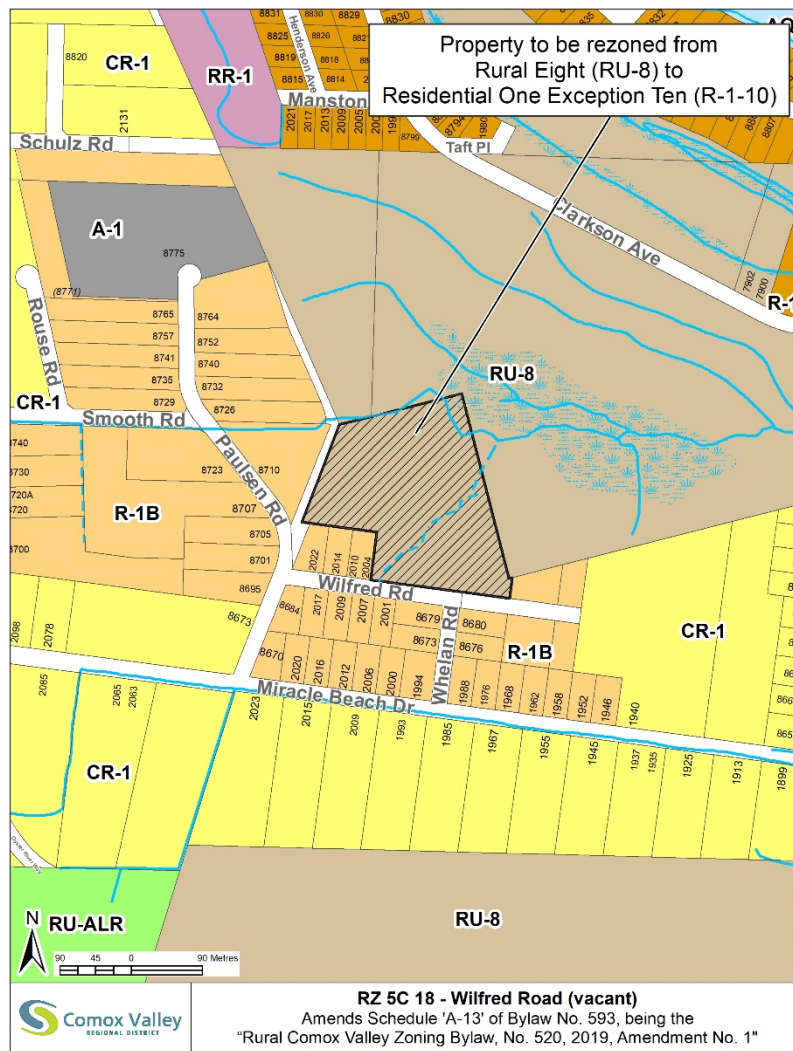 Property to be rezoned from
Rural Eight (RU-8) to
Residential One Exception Ten (R-1-10)
8820
CR-1
RR-1
2131
Schulz Rd
8831
8830
8829
8830
8825
8826
8819
8818
8815
8814
Henderson Ave
Manston
2021
2017
2013
2009
2005
8799
8794
1980
Taft Pl
Clarkson Ave
7902
7900
A-1
8775
(8771)
Rouse Rd
8765
8764
8757
8752
8741
8740
8735
8732
8729
8726
RU-8
CR-1
Smooth Rd
Paulsen Rd
8723
8710
R-1B
8707
8705
8701
8695
8730
8720A
8720
8700
2022
2014
2010
2004
Wilfred Rd
8684
2017
2009
2007
2001
8679
8680
8673
8676
Whelan Rd
R-1B
CR-1
8673
2098
2078
8670
2020
2016
2012
2006
2000
1994
1988
1976
1968
1962
1958
1952
1946
1940
Miracle Beach Dr
2085
2065
2063
2023
2015
2009
1993
1985
1967
1955
1945
1937
1935
1925
1913
1899
CR-1
RU-ALR
RU-8
N
90 45 0 90 Metres
Comox Valley
REGIONAL DISTRICT
RZ 5C 18 - Wilfred Road (vacant)
Amends Schedule 'A-13' of Bylaw No. 593, being the
"Rural Comox Valley Zoning Bylaw, No. 520, 2019, Amendment No. 1"